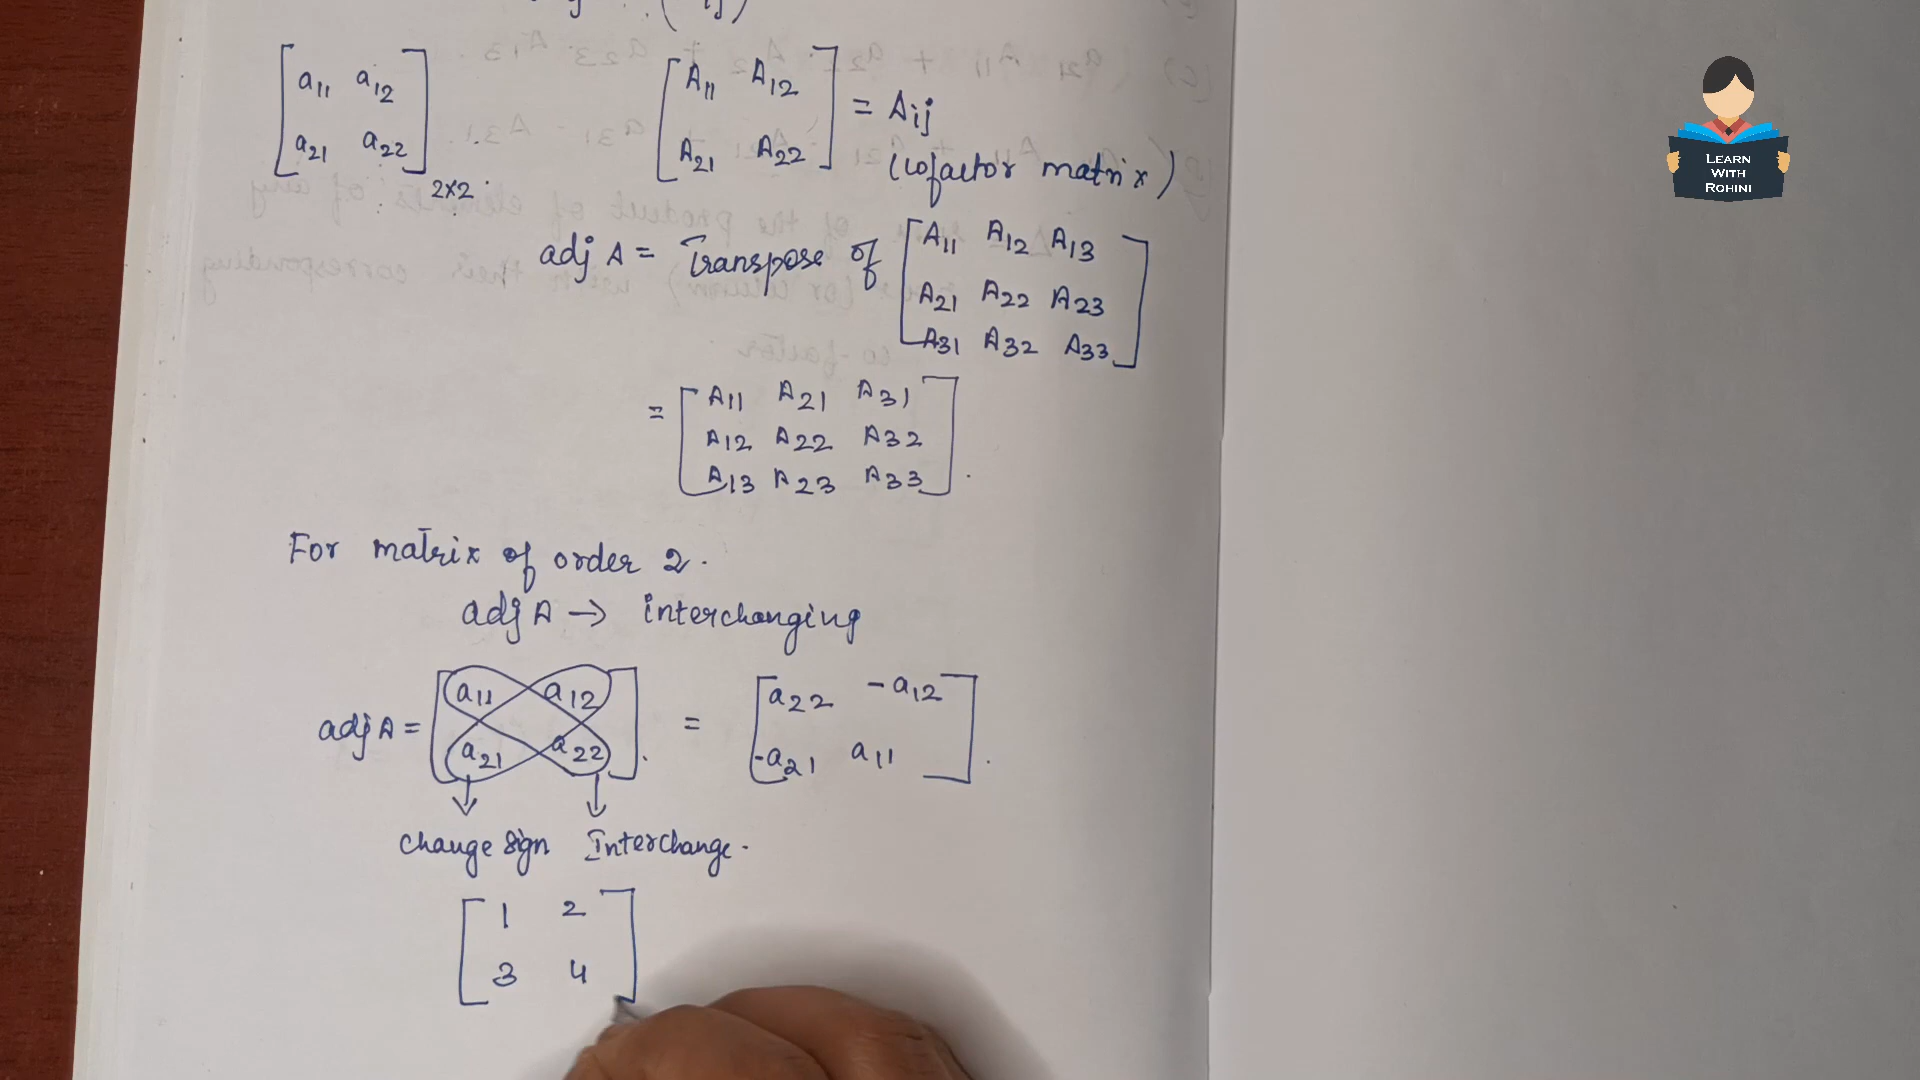 [a11 a12
a21 a22] 2x2.
[A11 A12
A21 A22] = Aij
(Cofactor matrix)
adj A = Transpose of [A11 A12 A13
A21 A22 A23
A31 A32 A33]
= [A11 A21 A31
A12 A22 A32
A13 A23 A33].
For matrix of order 2.
adj A → interchanging
adj A = [a11 a12
a21 a22]. = [a22 -a12
-a21 a11].
Change sign Interchange.
[1 2
3 4]
LEARN
WITH
ROHINI